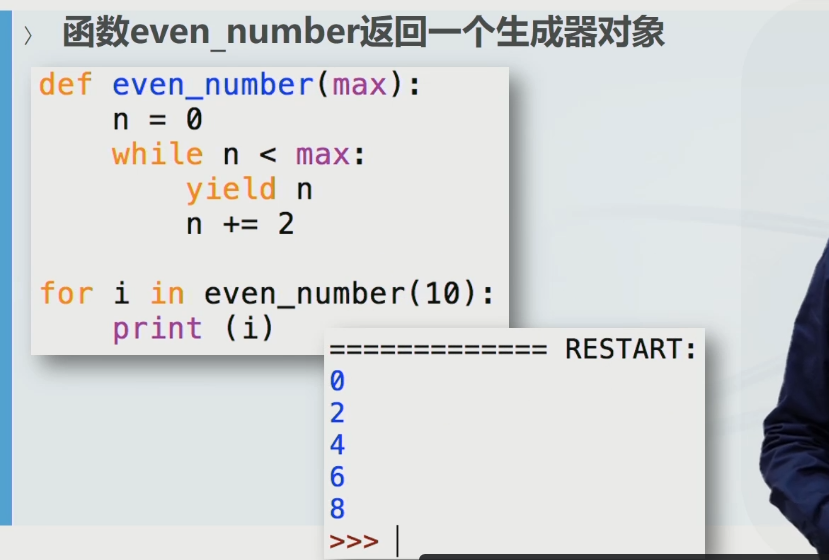 〉 函数even_number返回一个生成器对象
def even_number(max):
    n = 0
    while n < max:
        yield n
        n += 2

for i in even_number(10):
    print (i)
============= RESTART:
0
2
4
6
8
>>>